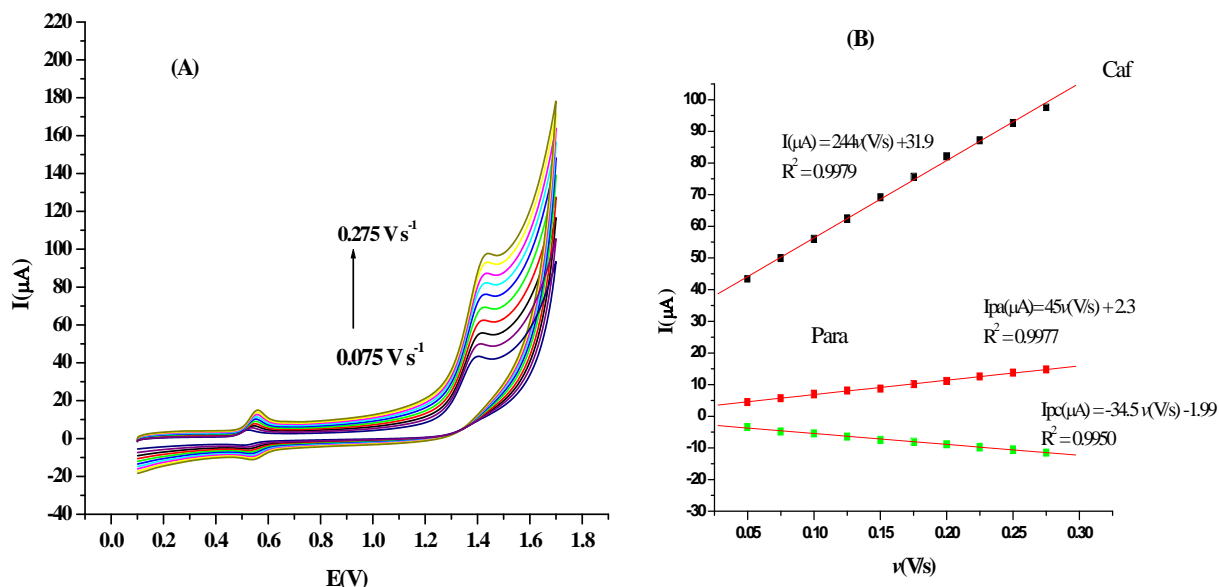 220
200
180
160
140
120
100
80
60
40
20
0
-20
-40
I(µA)
(A)
0.275 V s⁻¹
0.075 V s⁻¹
0.0 0.2 0.4 0.6 0.8 1.0 1.2 1.4 1.6 1.8
E(V)
(B)
Caf
100
90
80
70
60
50
40
30
20
10
0
-10
-20
-30
I(µA)
I(µA) = 244ν(V/s) +31.9
R² = 0.9979
Ipa(µA)=45ν(V/s) + 2.3
R² = 0.9977
Para
Ipc(µA)=-34.5 ν(V/s) -1.99
R² = 0.9950
0.05 0.10 0.15 0.20 0.25 0.30
ν(V/s)